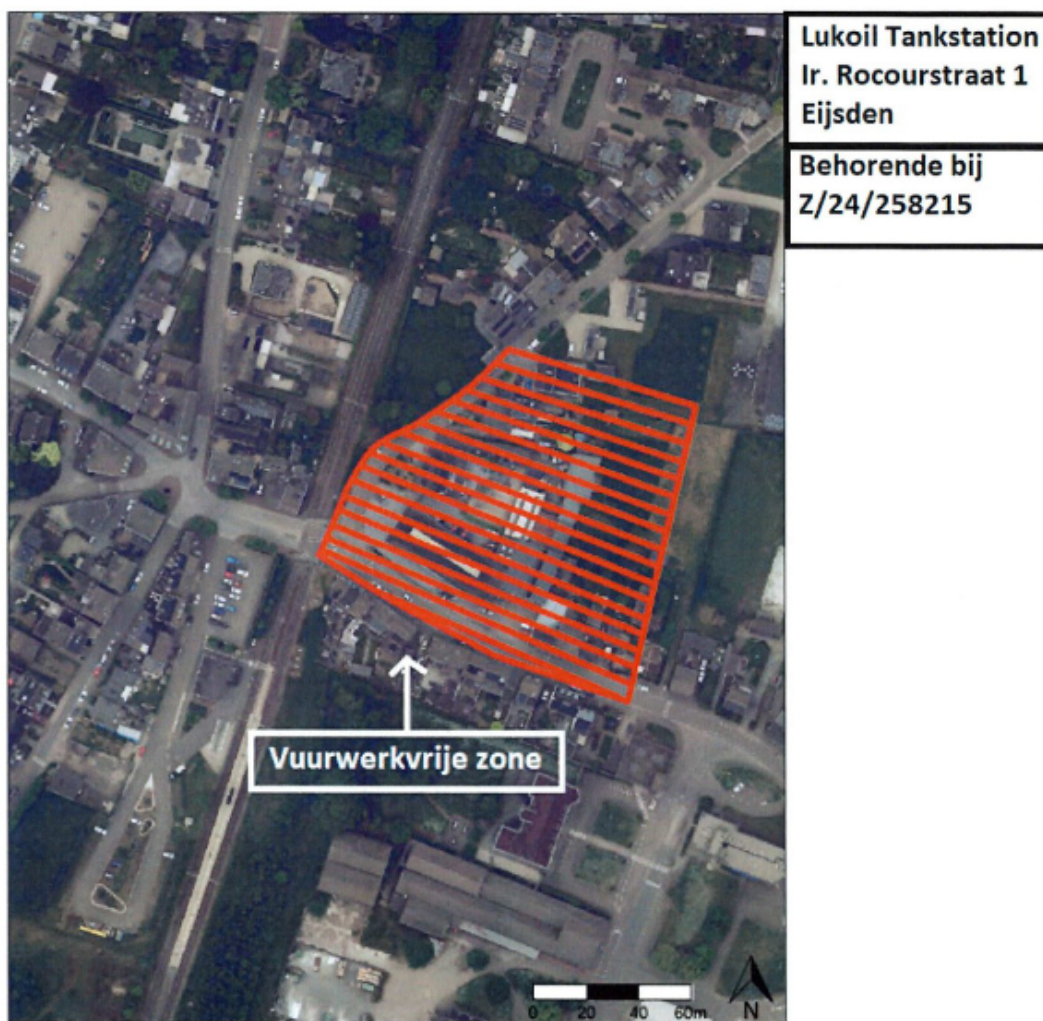 Lukoil Tankstation
Ir. Rocourstraat 1
Eijsden
Behorende bij
Z/24/258215
Vuurwerkvrije zone
0 20 40 60m
N